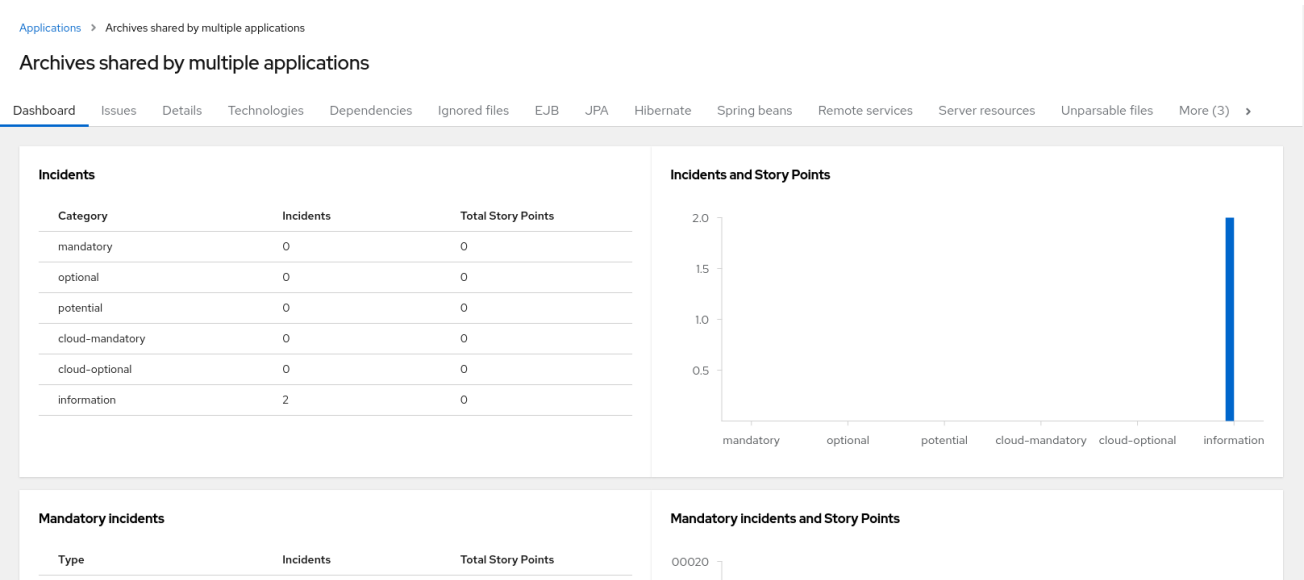 Applications > Archives shared by multiple applications
Archives shared by multiple applications
Dashboard Issues Details Technologies Dependencies Ignored files EJB JPA Hibernate Spring beans Remote services Server resources Unparsable files More (3) >
Incidents
Category Incidents Total Story Points
mandatory 0 0
optional 0 0
potential 0 0
cloud-mandatory 0 0
cloud-optional 0 0
information 2 0
Incidents and Story Points
2.0
1.5
1.0
0.5
mandatory optional potential cloud-mandatory cloud-optional information
Mandatory incidents
Type Incidents Total Story Points
Mandatory incidents and Story Points
00020